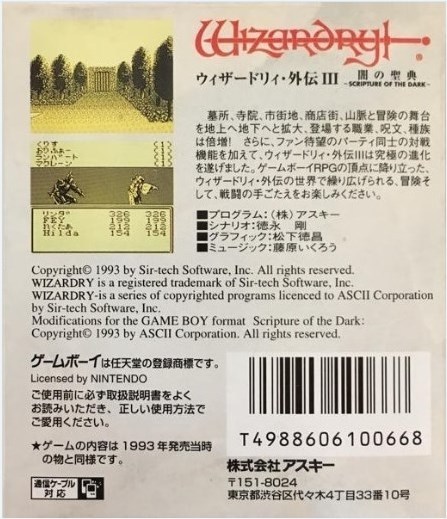 Wizardry
ウィザードリィ・外伝III 闇の聖典
~SCRIPTURE OF THE DARK~
墓所、寺院、市街地、商店街、山脈と冒険の舞台
を地上へ地下へと拡大、登場する職業、呪文、種族
は倍増! さらに、ファン待望のパーティ同士の対戦
機能を加えて、ウィザードリィ・外伝IIIは究極の進化
を遂げました。ゲームボーイRPGの頂点に降り立った、
ウィザードリィ・外伝の世界で繰り広げられる、冒険そ
して、戦闘の手ごたえをお楽しみください。
■プログラム:(株)アスキー
■シナリオ:徳永 剛
■グラフィック:松下徳昌
■ミュージック:藤原いくろう
326 326
199 199
154 154
Hilda 154 154
Copyright© 1993 by Sir-tech Software, Inc. All rights reserved.
WIZARDRY is a registered trademark of Sir-tech Software, Inc.
WIZARDRY-is a series of copyrighted programs licenced to ASCII Corporation
by Sir-tech Software, Inc.
Modifications for the GAME BOY format Scripture of the Dark:
Copyright© 1993 by ASCII Corporation. All rights reserved.
ゲームボーイは任天堂の登録商標です。
Licensed by NINTENDO
ご使用前に必ず取扱説明書をよく
お読みいただき、正しい使用方法で
ご愛用ください。
★ゲームの内容は1993年発売当時
の物と同様です。
通信ケーブル
対応
T4988606100668
株式会社アスキー
〒151-8024
東京都渋谷区代々木4丁目33番10号